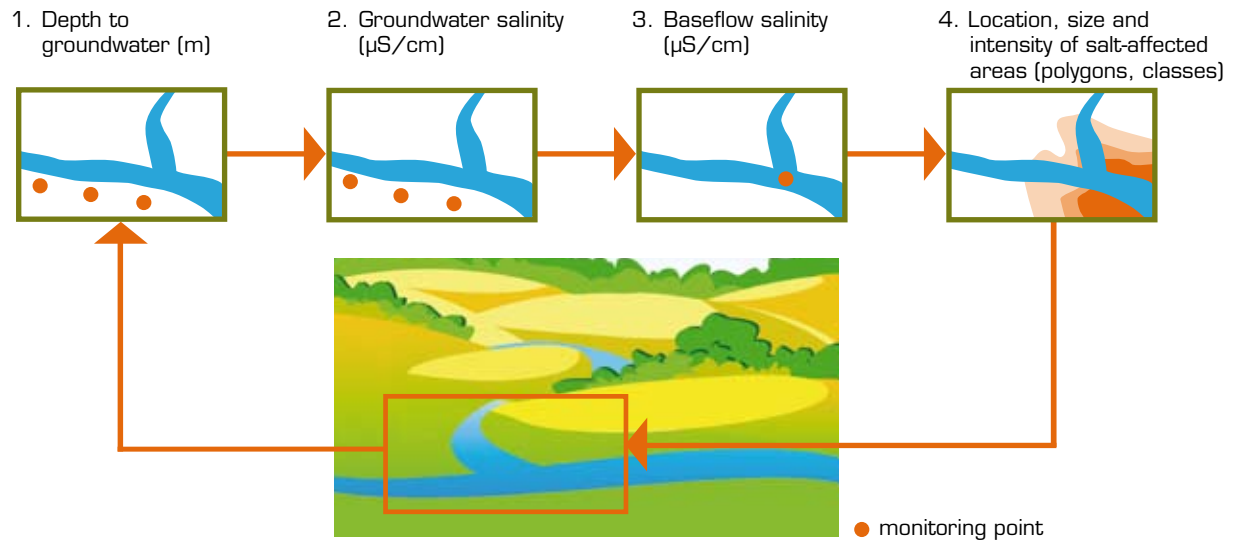 1. Depth to
groundwater (m)
2. Groundwater salinity
(µS/cm)
3. Baseflow salinity
(µS/cm)
4. Location, size and
intensity of salt-affected
areas (polygons, classes)
monitoring point